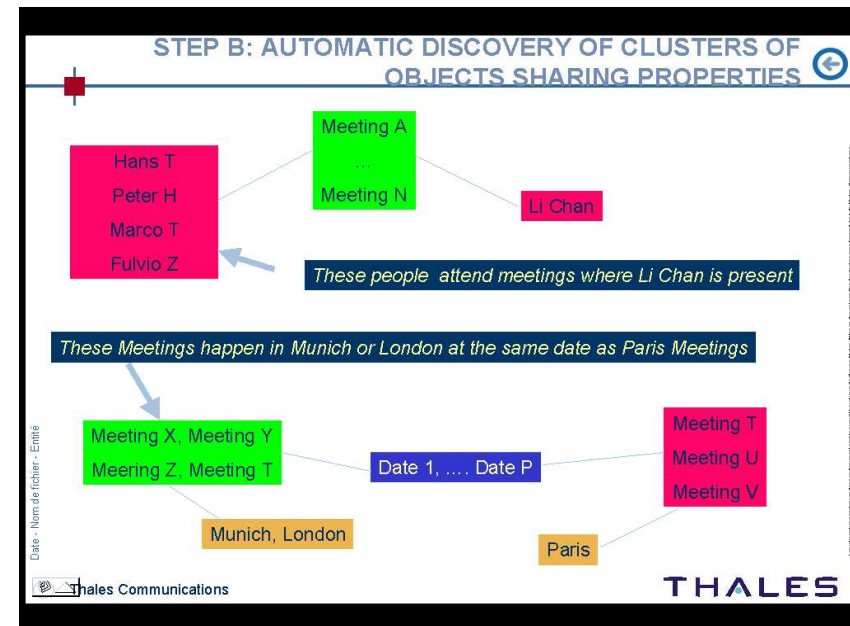 STEP B: AUTOMATIC DISCOVERY OF CLUSTERS OF
OBJECTS SHARING PROPERTIES
Meeting A
...
Meeting N
Hans T
Peter H
Marco T
Fulvio Z
Li Chan
These people attend meetings where Li Chan is present
These Meetings happen in Munich or London at the same date as Paris Meetings
Meeting X, Meeting Y
Meering Z, Meeting T
Date 1, .... Date P
Meeting T
Meeting U
Meeting V
Munich, London
Paris
Date - Nom de fichier - Entité
Thales Communications
THALES